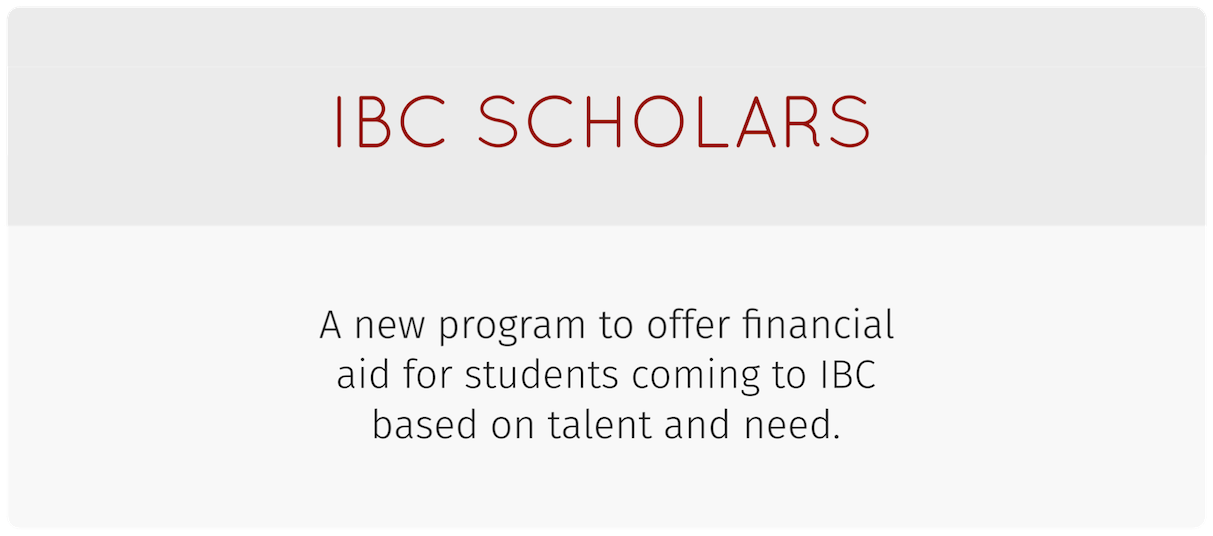 IBC SCHOLARS
A new program to offer financial
aid for students coming to IBC
based on talent and need.